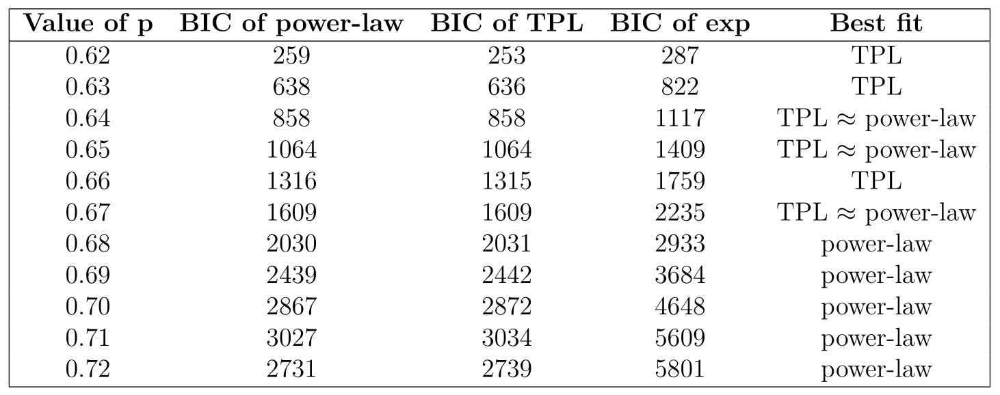 Value of p BIC of power-law BIC of TPL BIC of exp Best fit
0.62 259 253 287 TPL
0.63 638 636 822 TPL
0.64 858 858 1117 TPL ≈ power-law
0.65 1064 1064 1409 TPL ≈ power-law
0.66 1316 1315 1759 TPL
0.67 1609 1609 2235 TPL ≈ power-law
0.68 2030 2031 2933 power-law
0.69 2439 2442 3684 power-law
0.70 2867 2872 4648 power-law
0.71 3027 3034 5609 power-law
0.72 2731 2739 5801 power-law